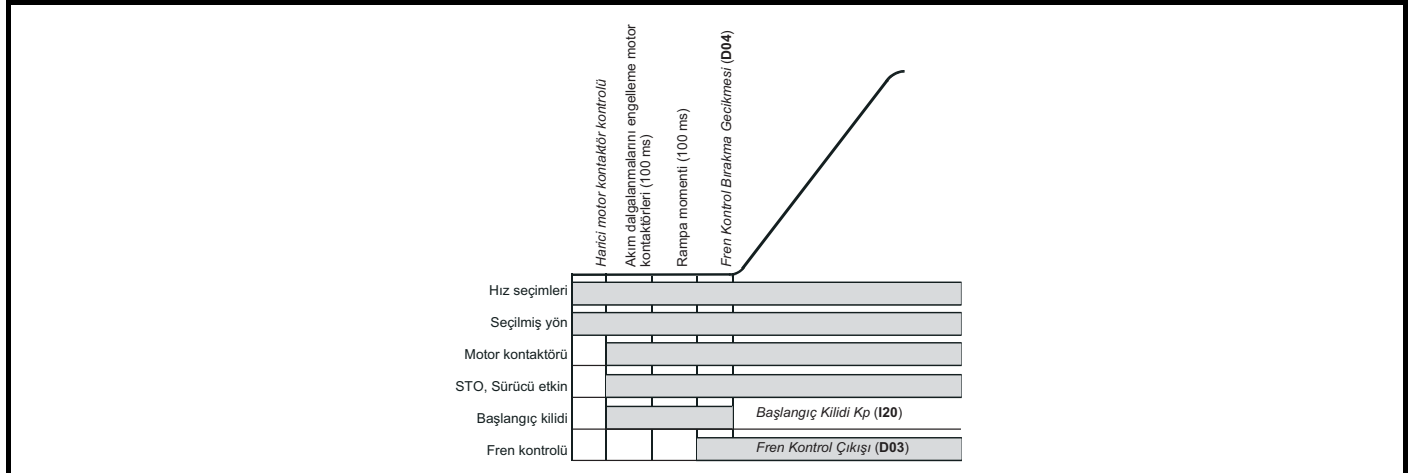 Harici motor kontaktör kontrolü
Akım dalgalanmalarını engelleme motor
kontaktörleri (100 ms)
Rampa momenti (100 ms)
Fren Kontrol Bırakma Gecikmesi (D04)
Hız seçimleri
Seçilmiş yön
Motor kontaktörü
STO, Sürücü etkin
Başlangıç kilidi
Başlangıç Kilidi Kp (I20)
Fren kontrolü
Fren Kontrol Çıkışı (D03)